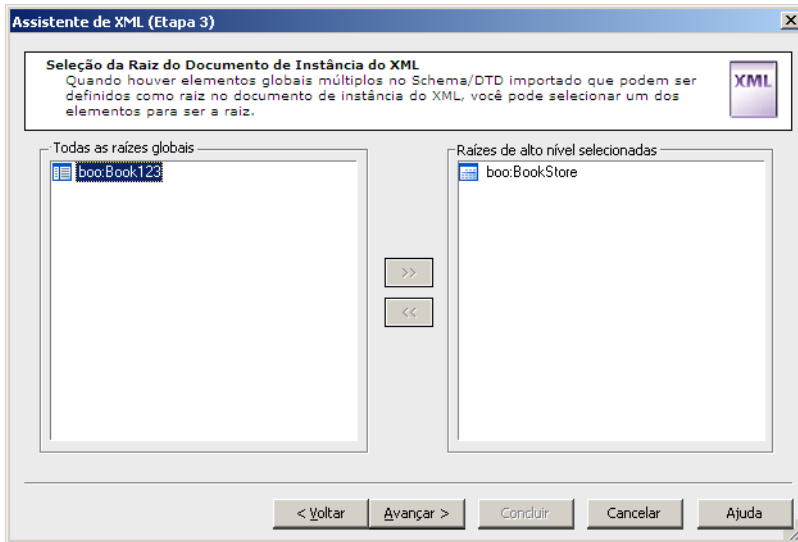 Assistente de XML (Etapa 3)
Seleção da Raiz do Documento de Instância do XML
Quando houver elementos globais múltiplos no Schema/DTD importado que podem ser
definidos como raiz no documento de instância do XML, você pode selecionar um dos
elementos para ser a raiz.
XML
Todas as raízes globais
boo:Book123
Raízes de alto nível selecionadas
boo:BookStore
>>
<<
< Voltar
Avançar >
Concluir
Cancelar
Ajuda